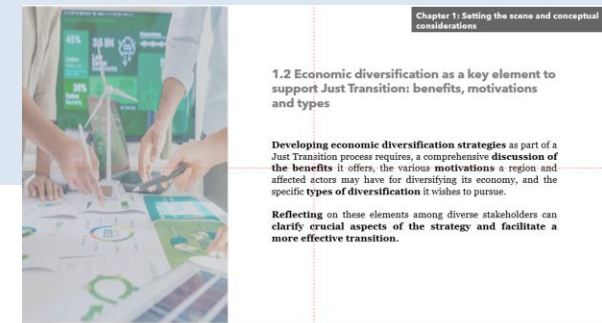 Chapter 1: Setting the scene and conceptual
considerations
45%
35 BN
38%
1.2 Economic diversification as a key element to
support Just Transition: benefits, motivations
and types
Developing economic diversification strategies as part of a
Just Transition process requires, a comprehensive discussion of
the benefits it offers, the various motivations a region and
affected actors may have for diversifying its economy, and the
specific types of diversification it wishes to pursue.
Reflecting on these elements among diverse stakeholders can
clarify crucial aspects of the strategy and facilitate a
more effective transition.